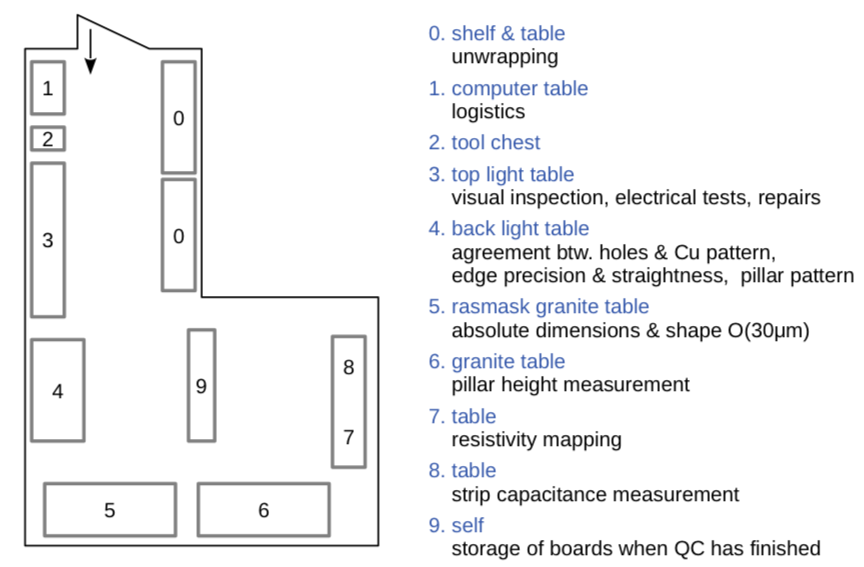 1
0
2
3
0
4
9
8
7
5
6
0. shelf & table
unwrapping
1. computer table
logistics
2. tool chest
3. top light table
visual inspection, electrical tests, repairs
4. back light table
agreement btw. holes & Cu pattern,
edge precision & straightness,  pillar pattern
5. rasmask granite table
absolute dimensions & shape O(30μm)
6. granite table
pillar height measurement
7. table
resistivity mapping
8. table
strip capacitance measurement
9. self
storage of boards when QC has finished